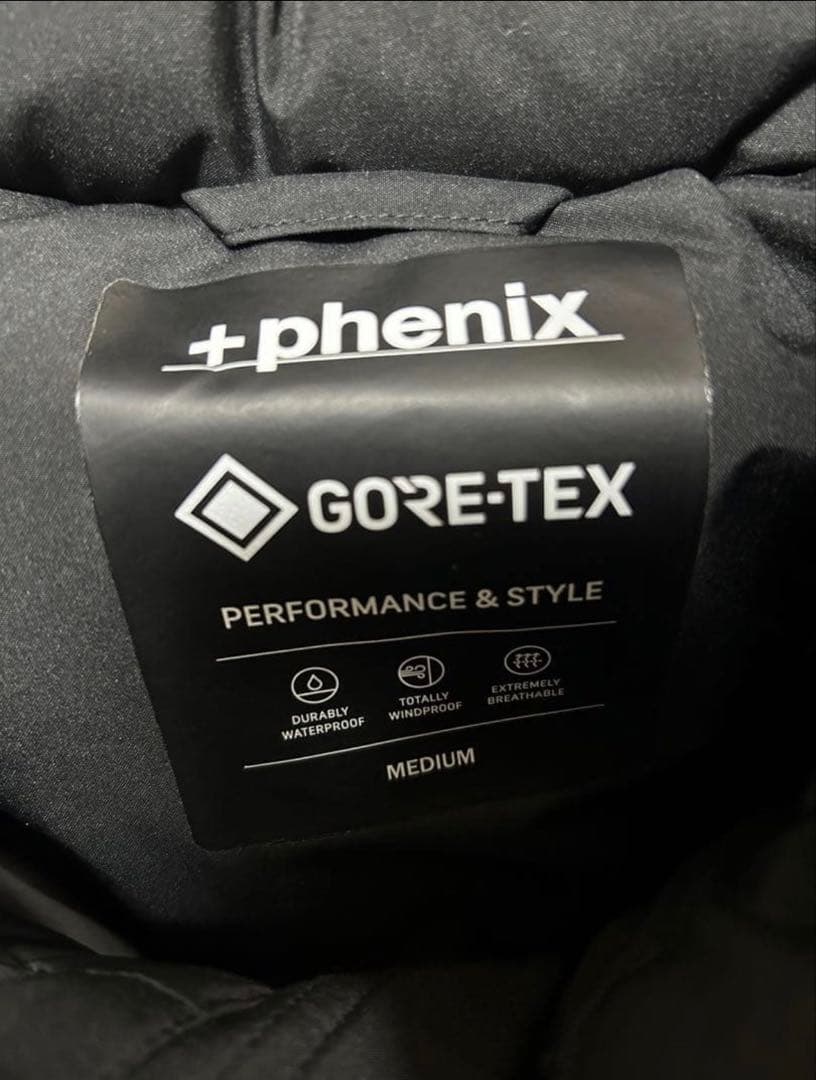 +phenix
GORE-TEX
PERFORMANCE & STYLE
DURABLY
WATERPROOF
TOTALLY
WINDPROOF
EXTREMELY
BREATHABLE
MEDIUM